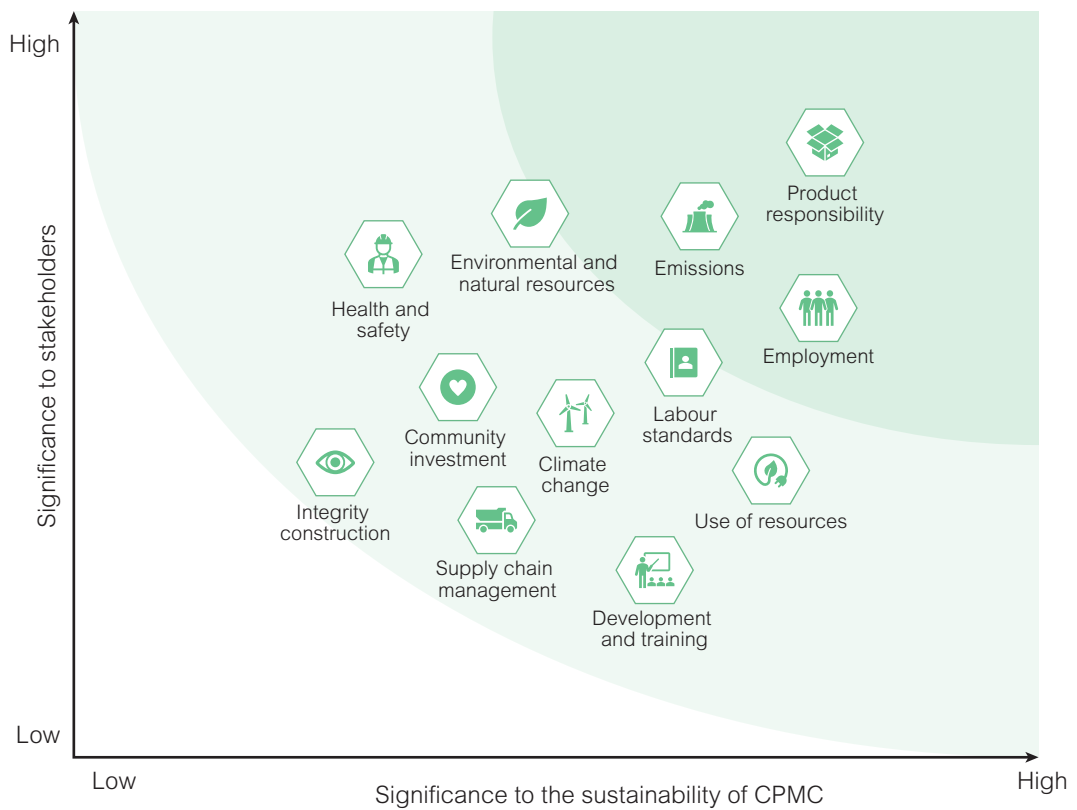 High
Product
responsibility
Environmental and
natural resources
Emissions
Health and
safety
Employment
Significance to stakeholders
Labour
standards
Community
investment
Climate
change
Integrity
construction
Use of resources
Supply chain
management
Development
and training
Low
Low
High
Significance to the sustainability of CPMC